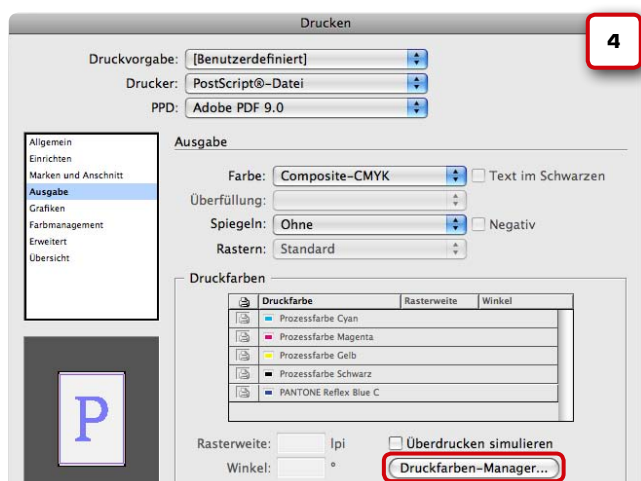 Drucken
4
Druckvorgabe: [Benutzerdefiniert]
Drucker: PostScript®-Datei
PPD: Adobe PDF 9.0
Allgemein
Einrichten
Marken und Anschnitt
Ausgabe
Grafiken
Farbmanagement
Erweitert
Übersicht
Ausgabe
Farbe: Composite-CMYK Text im Schwarzen
Überfüllung:
Spiegeln: Ohne Negativ
Rastern: Standard
Druckfarben
Druckfarbe Rasterweite Winkel
Prozessfarbe Cyan
Prozessfarbe Magenta
Prozessfarbe Gelb
Prozessfarbe Schwarz
PANTONE Reflex Blue C
P
Rasterweite: lpi Überdrucken simulieren
Winkel: ° Druckfarben-Manager...